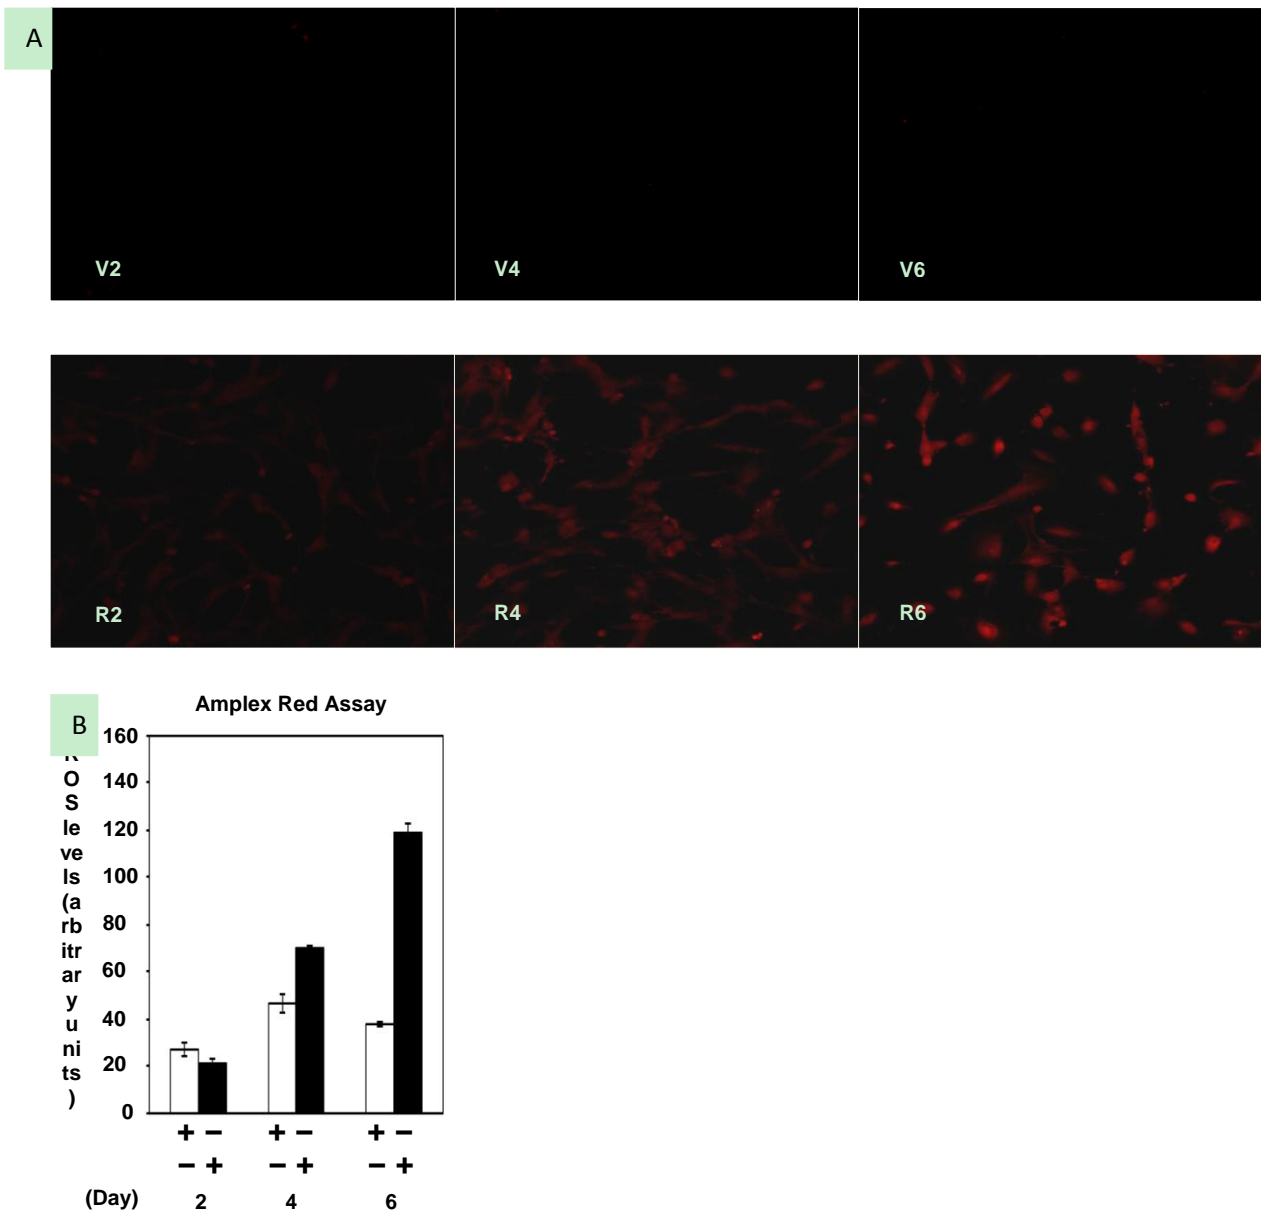 A
V2 V4 V6
R2 R4 R6
B
Amplex Red Assay
O
S
le
ve
ls
(a
rb
itr
ar
y
u
ni
ts
)
160
140
120
100
80
60
40
20
0
+ − + − + −
− + − + − +
(Day) 2 4 6